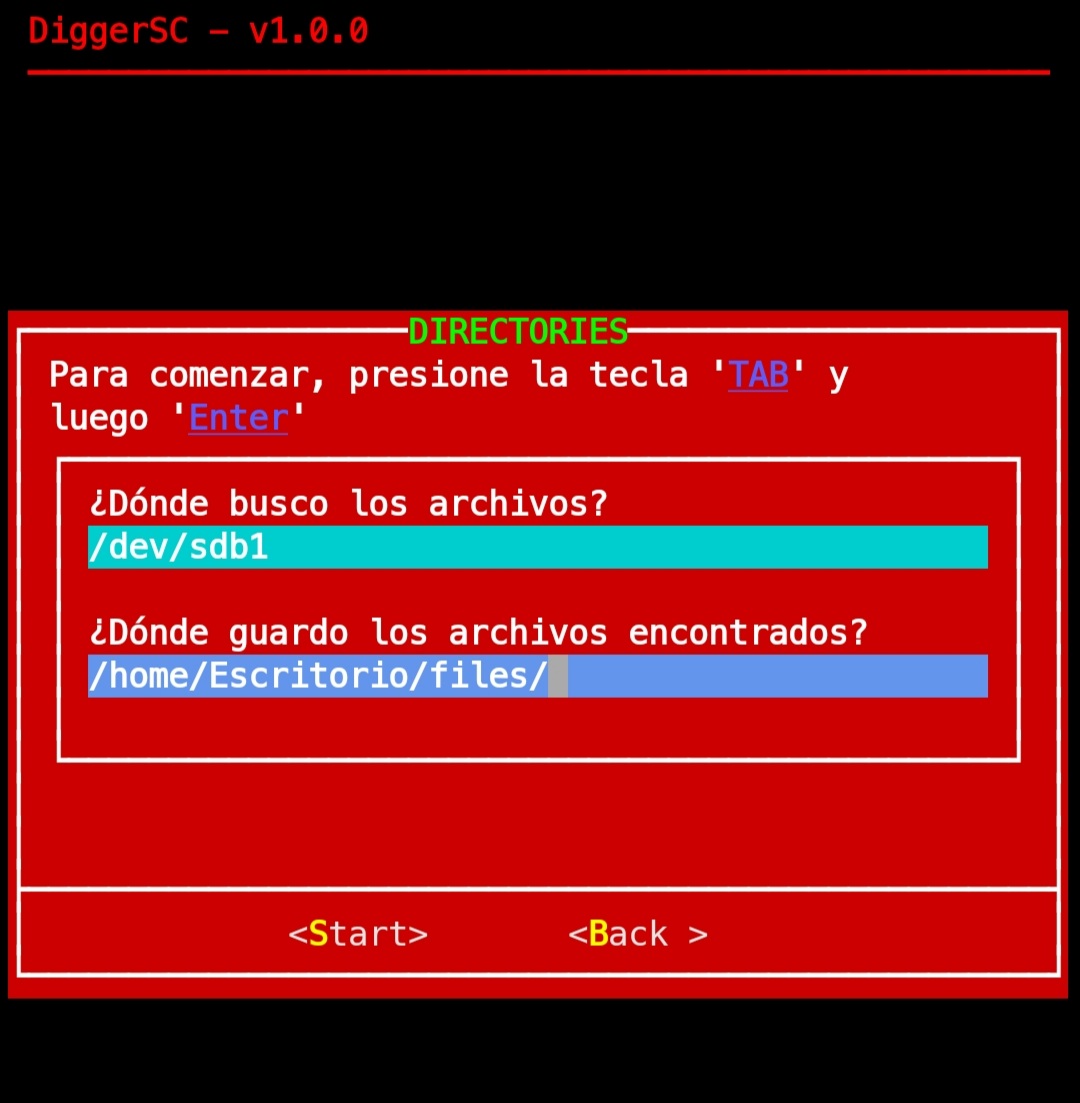 DiggerSC - v1.0.0
DIRECTORIES
Para comenzar, presione la tecla 'TAB' y
luego 'Enter'
¿Dónde busco los archivos?
/dev/sdb1
¿Dónde guardo los archivos encontrados?
/home/Escritorio/files/
<Start> <Back >